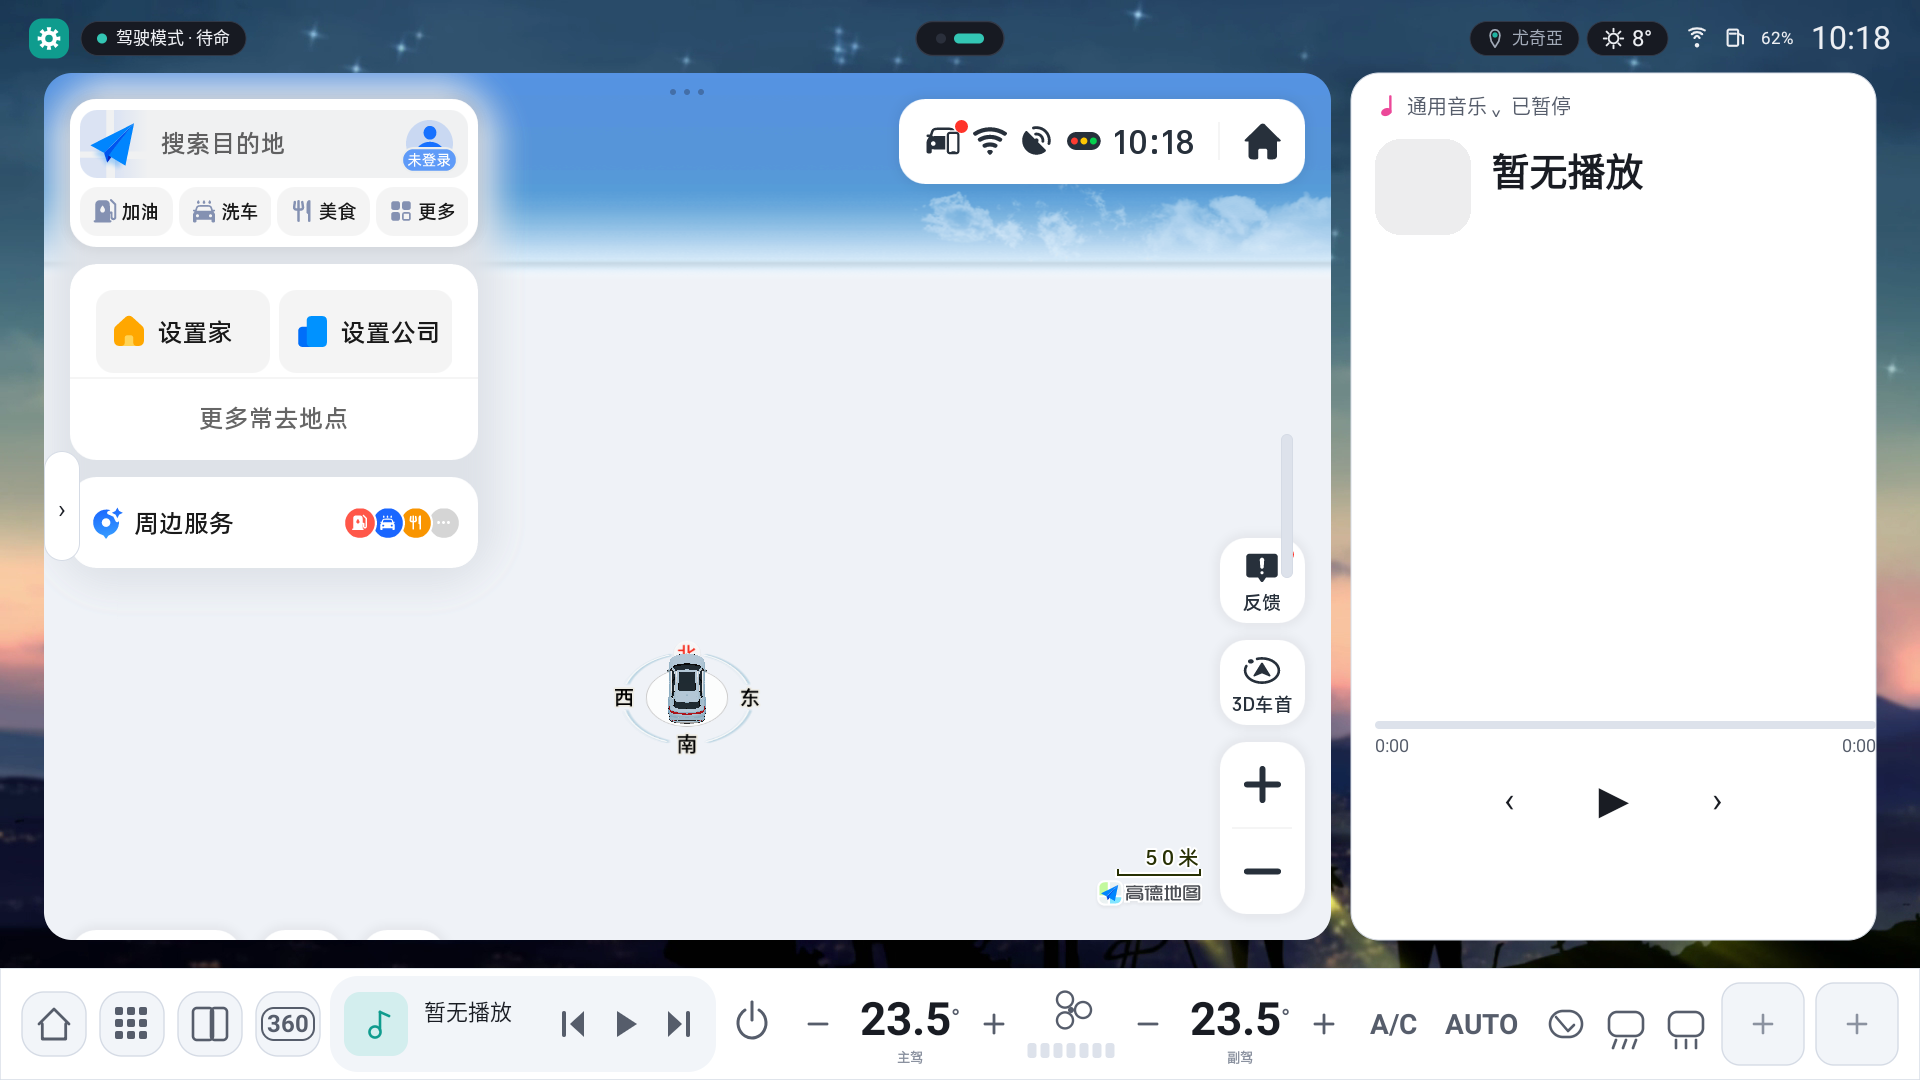 驾驶模式 · 待命
尤奇亞
8°
62%
10:18
搜索目的地
未登录
加油
洗车
美食
更多
10:18
设置家
设置公司
更多常去地点
周边服务
北
西
东
南
反馈
3D车首
50米
高德地图
通用音乐
已暂停
暂无播放
0:00
0:00
360
暂无播放
23.5°
主驾
23.5°
副驾
A/C
AUTO